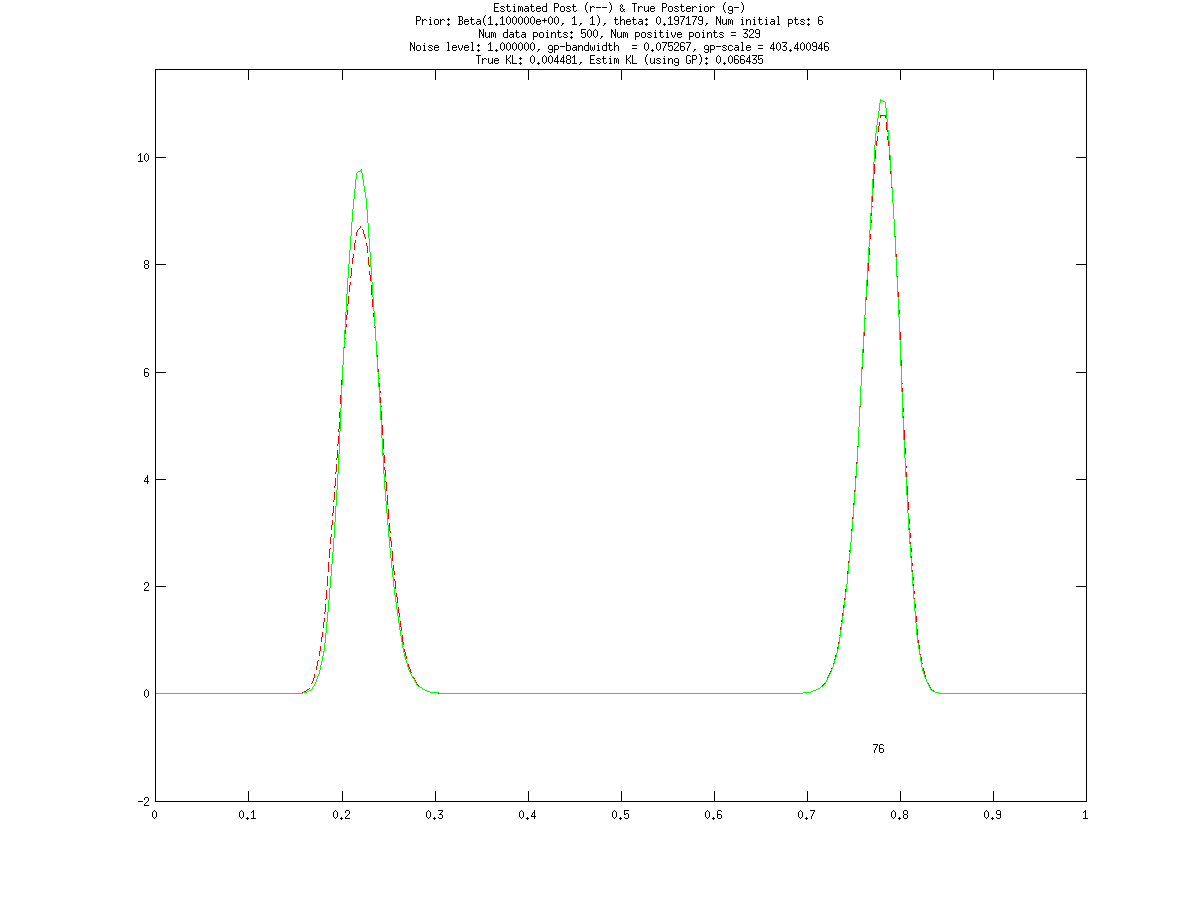 Estimated Post (r--) & True Posterior (g-)
Prior: Beta(1.100000e+00, 1, 1), theta: 0.197179, Num initial pts: 6
Num data points: 500, Num positive points = 329
Noise level: 1.000000, gp-bandwidth  = 0.075267, gp-scale = 403.400946
True KL: 0.004481, Estim KL (using GP): 0.066435
10
8
6
4
2
0
76
-2
0 0.1 0.2 0.3 0.4 0.5 0.6 0.7 0.8 0.9 1